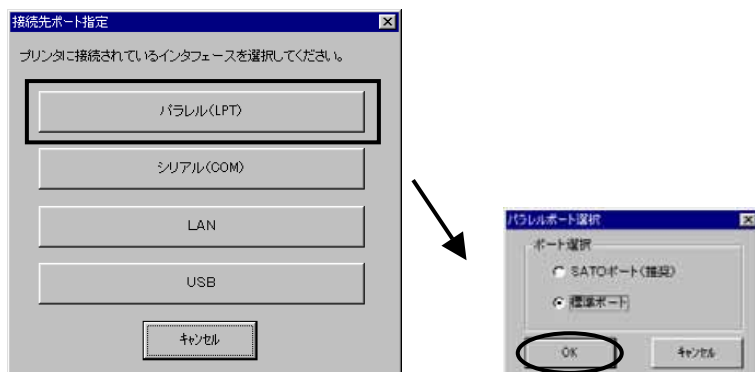 接続先ポート指定
プリンタに接続されているインタフェースを選択してください。
パラレル(LPT)
シリアル(COM)
LAN
USB
キャンセル
パラレルポート選択
ポート選択
SATOポート(推奨)
標準ポート
OK
キャンセル